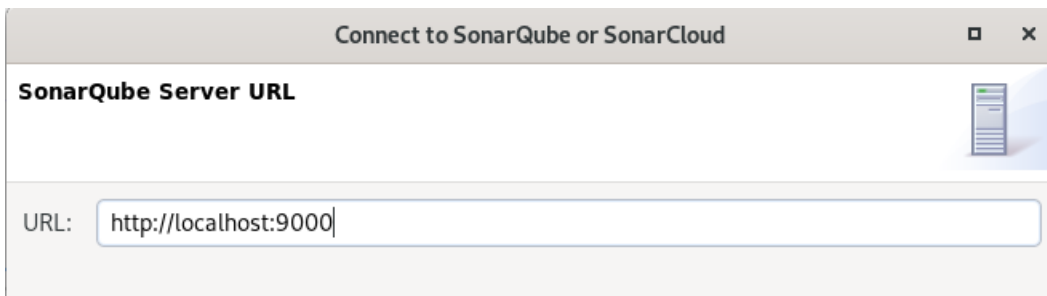 Connect to SonarQube or SonarCloud
SonarQube Server URL
URL: http://localhost:9000